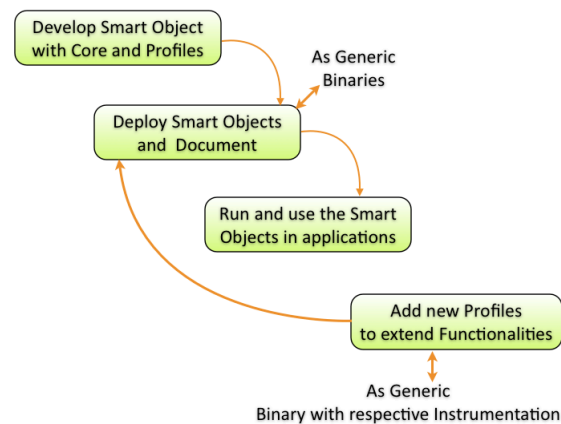 Develop Smart Object
with Core and Profiles
As Generic
Binaries
Deploy Smart Objects
and Document
Run and use the Smart
Objects in applications
Add new Profiles
to extend Functionalities
As Generic
Binary with respective Instrumentation